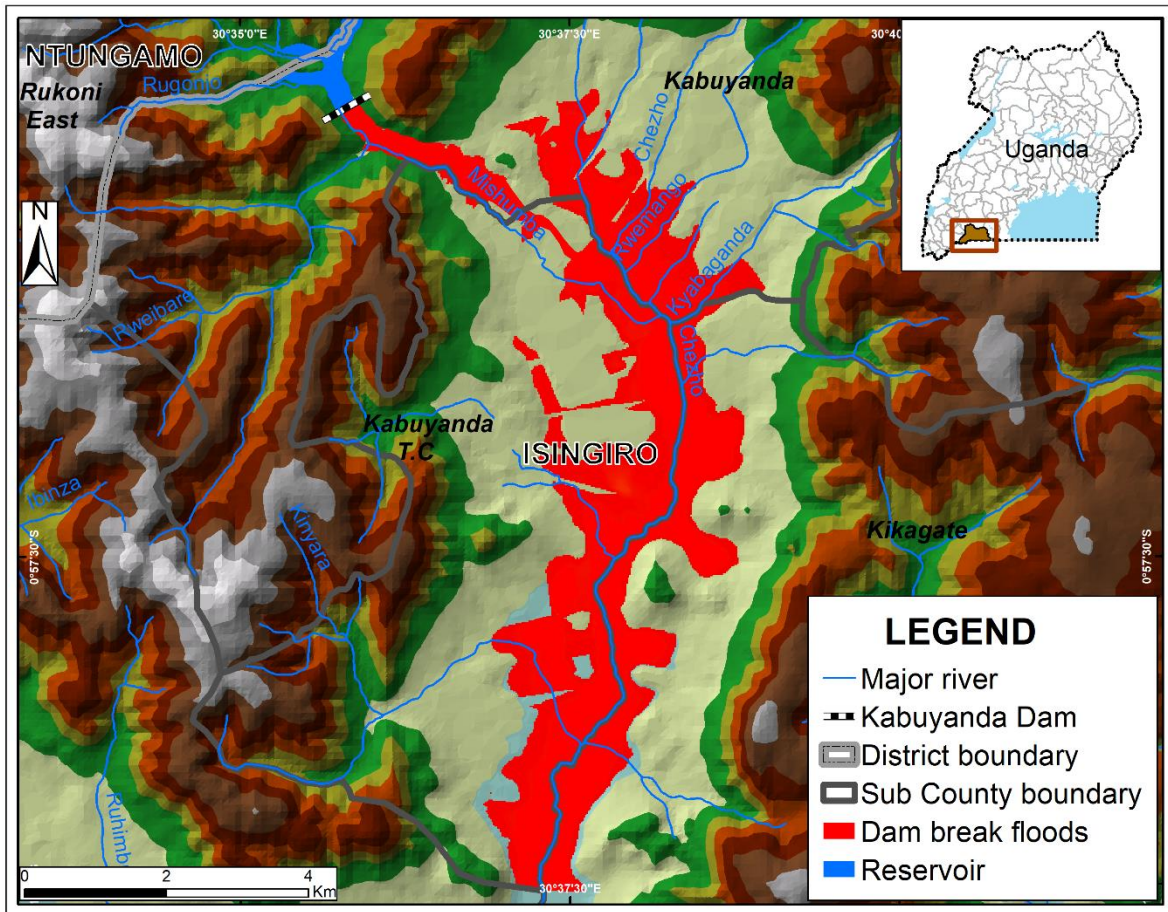 30°35'0"E
30°37'30"E
30°40
NTUNGAMO
Rukoni
East
Rugonjo
Kabuyanda
Chezho
Uganda
Mishumba
Rwemango
Kyabaganda
N
Rweibare
Chezho
Kabuyanda
T.C
ISINGIRO
Ibinza
Kinyara
Kikagate
0°57'30"S
0°57'30"S
Ruhimb
LEGEND
Major river
Kabuyanda Dam
District boundary
Sub County boundary
Dam break floods
Reservoir
0 2 4
Km
30°37'30"E